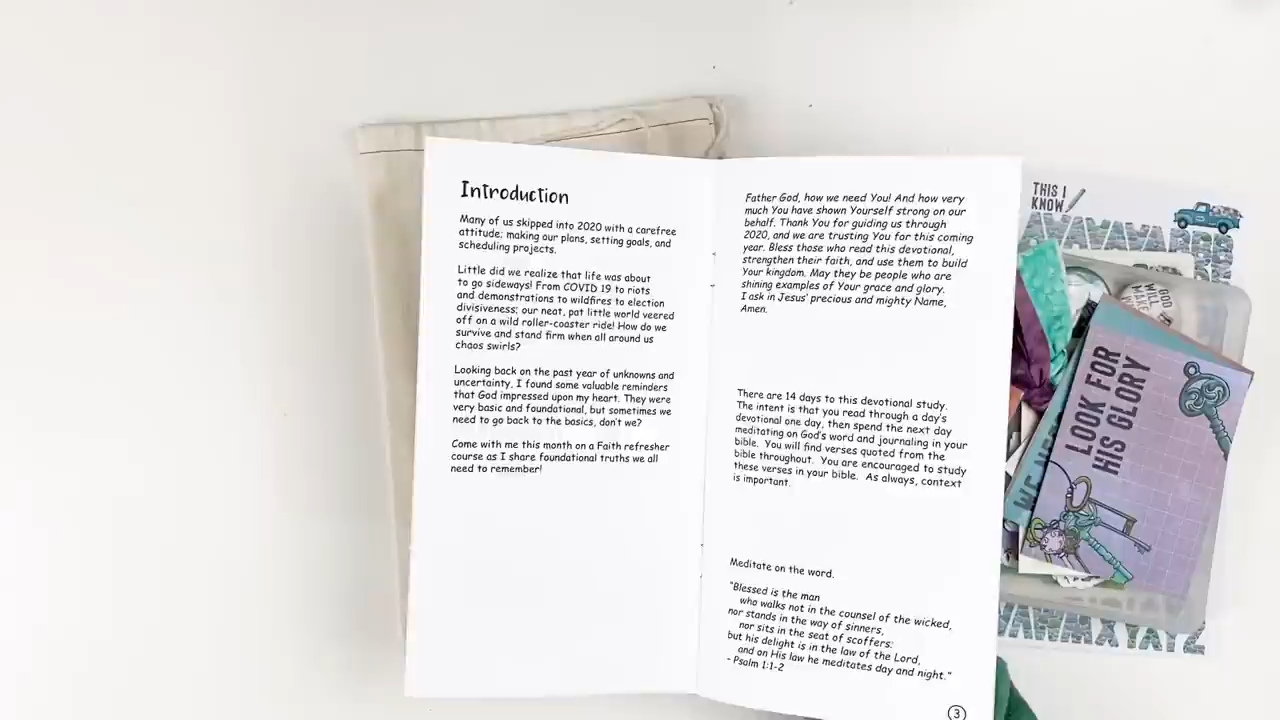 Introduction
Many of us skipped into 2020 with a carefree
attitude; making our plans, setting goals, and
scheduling projects.
Little did we realize that life was about
to go sideways! From COVID 19 to riots
and demonstrations to wildfires to election
divisiveness; our neat, pat little world veered
off on a wild roller-coaster ride! How do we
survive and stand firm when all around us
chaos swirls?
Looking back on the past year of unknowns and
uncertainty, I found some valuable reminders
that God impressed upon my heart. They were
very basic and foundational, but sometimes we
need to go back to the basics, don't we?
Come with me this month on a Faith refresher
course as I share foundational truths we all
need to remember!
Father God, how we need You! And how very
much You have shown Yourself strong on our
behalf. Thank You for guiding us through
2020, and we are trusting You for this coming
year. Bless those who read this devotional,
strengthen their faith, and use them to build
Your kingdom. May they be people who are
shining examples of Your grace and glory.
I ask in Jesus' precious and mighty Name,
Amen.
There are 14 days to this devotional study.
The intent is that you read through a day's
devotional one day, then spend the next day
meditating on God's word and journaling in your
bible. You will find verses quoted from the
bible throughout. You are encouraged to study
these verses in your bible. As always, context
is important.
Meditate on the word.
"Blessed is the man
who walks not in the counsel of the wicked,
nor stands in the way of sinners,
nor sits in the seat of scoffers;
but his delight is in the law of the Lord,
and on His law he meditates day and night."
- Psalm 1:1-2
3
THIS I
KNOW
LOOK FOR
HIS GLORY
GOOD
WILL
WE